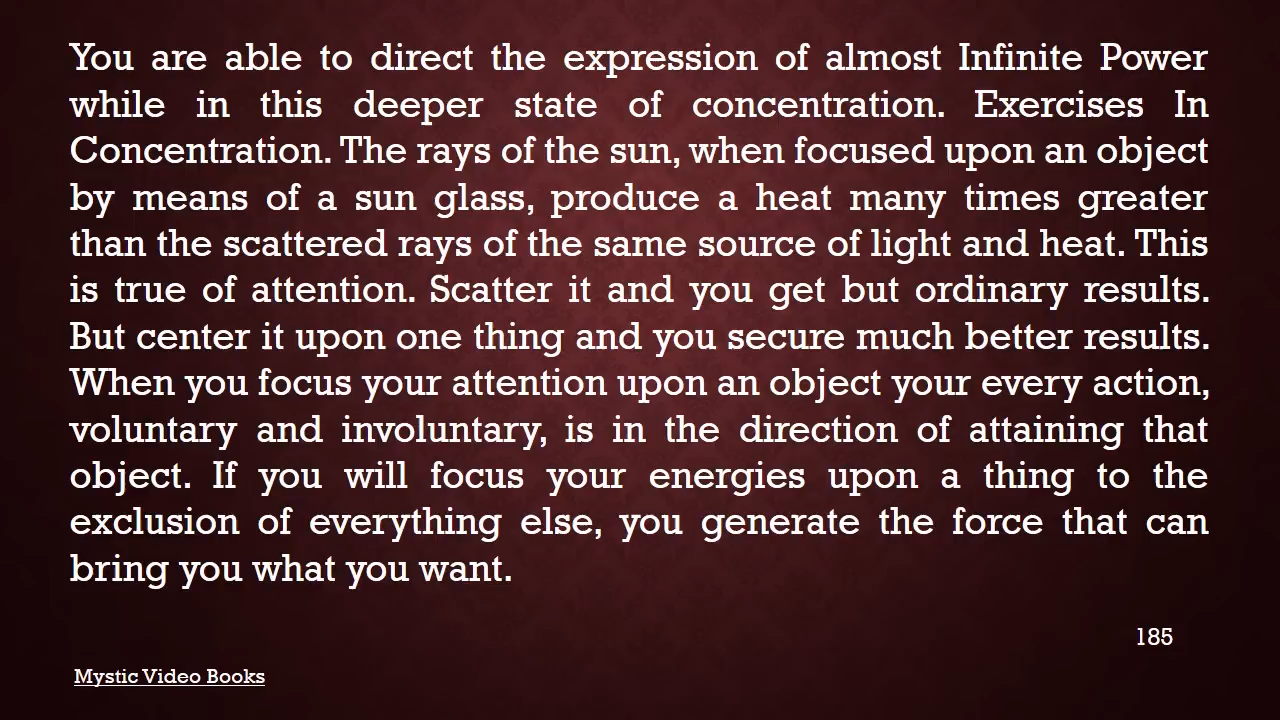 You are able to direct the expression of almost Infinite Power
while in this deeper state of concentration. Exercises In
Concentration. The rays of the sun, when focused upon an object
by means of a sun glass, produce a heat many times greater
than the scattered rays of the same source of light and heat. This
is true of attention. Scatter it and you get but ordinary results.
But center it upon one thing and you secure much better results.
When you focus your attention upon an object your every action,
voluntary and involuntary, is in the direction of attaining that
object. If you will focus your energies upon a thing to the
exclusion of everything else, you generate the force that can
bring you what you want.
185
Mystic Video Books